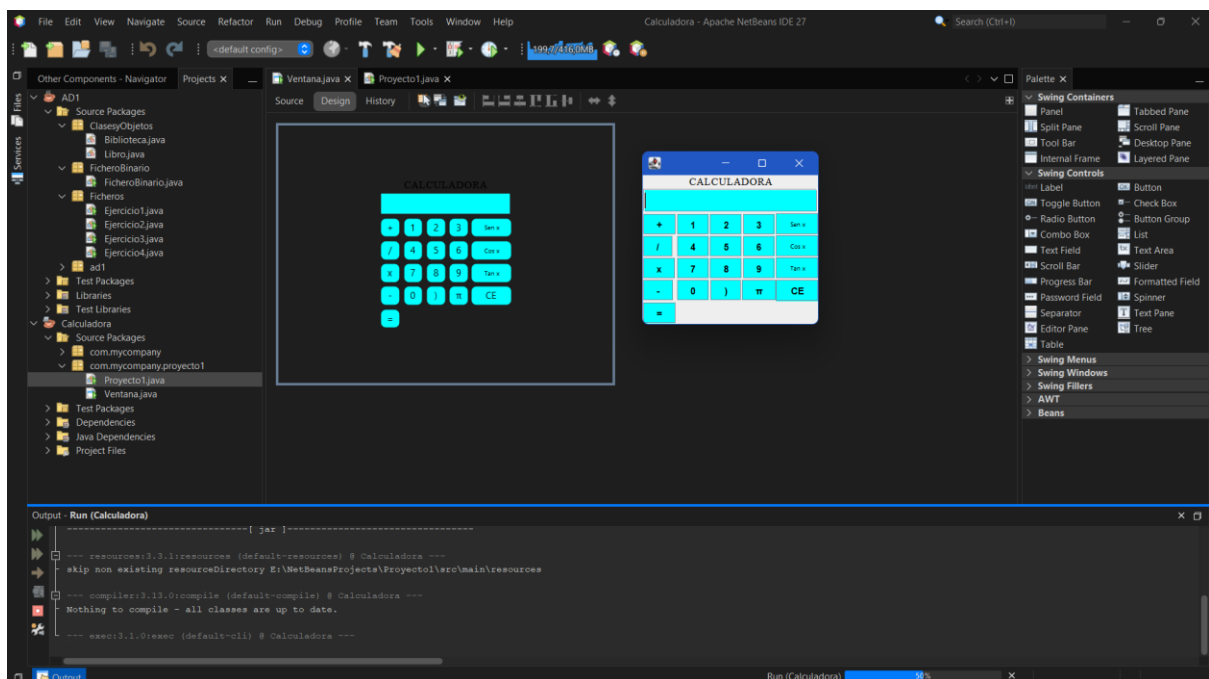 File Edit View Navigate Source Refactor Run Debug Profile Team Tools Window Help
Calculadora - Apache NetBeans IDE 27
Search (Ctrl+I)
<default config>
199,7/416,0MB
Other Components - Navigator
Projects
Ventana.java
Proyecto1.java
Palette
Files
Services
Source Design History
AD1
Source Packages
ClasesyObjetos
Biblioteca.java
Libro.java
FicheroBinario
FicheroBinario.java
Ficheros
Ejercicio1.java
Ejercicio2.java
Ejercicio3.java
Ejercicio4.java
ad1
Test Packages
Libraries
Test Libraries
Calculadora
Source Packages
com.mycompany
com.mycompany.proyecto1
Proyecto1.java
Ventana.java
Test Packages
Dependencies
Java Dependencies
Project Files
CALCULADORA
+ 1 2 3 Sen x
/ 4 5 6 Cos x
x 7 8 9 Tan x
- 0 ) π CE
=
CALCULADORA
+ 1 2 3 Sen x
/ 4 5 6 Cos x
x 7 8 9 Tan x
- 0 ) π CE
=
Swing Containers
Panel Tabbed Pane
Split Pane Scroll Pane
Tool Bar Desktop Pane
Internal Frame Layered Pane
Swing Controls
Label Button
Toggle Button Check Box
Radio Button Button Group
Combo Box List
Text Field Text Area
Scroll Bar Slider
Progress Bar Formatted Field
Password Field Spinner
Separator Text Pane
Editor Pane Tree
Table
Swing Menus
Swing Windows
Swing Fillers
AWT
Beans
Output - Run (Calculadora)
--------------------------------[ jar ]---------------------------------
--- resources:3.3.1:resources (default-resources) @ Calculadora ---
skip non existing resourceDirectory E:\NetBeansProjects\Proyecto1\src\main\resources
--- compiler:3.13.0:compile (default-compile) @ Calculadora ---
Nothing to compile - all classes are up to date.
--- exec:3.1.0:exec (default-cli) @ Calculadora ---
Output
Run (Calculadora)
50%